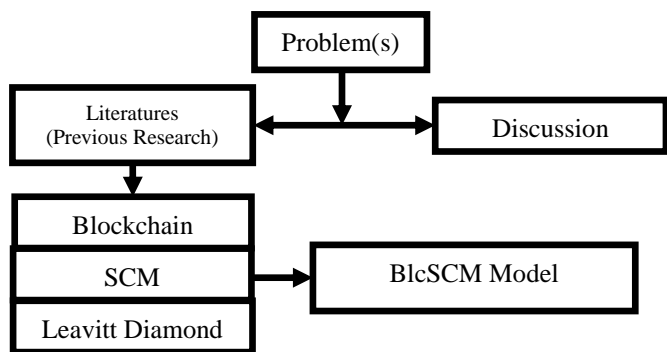 Problem(s)
Literatures
(Previous Research)
Discussion
Blockchain
SCM
BlcSCM Model
Leavitt Diamond